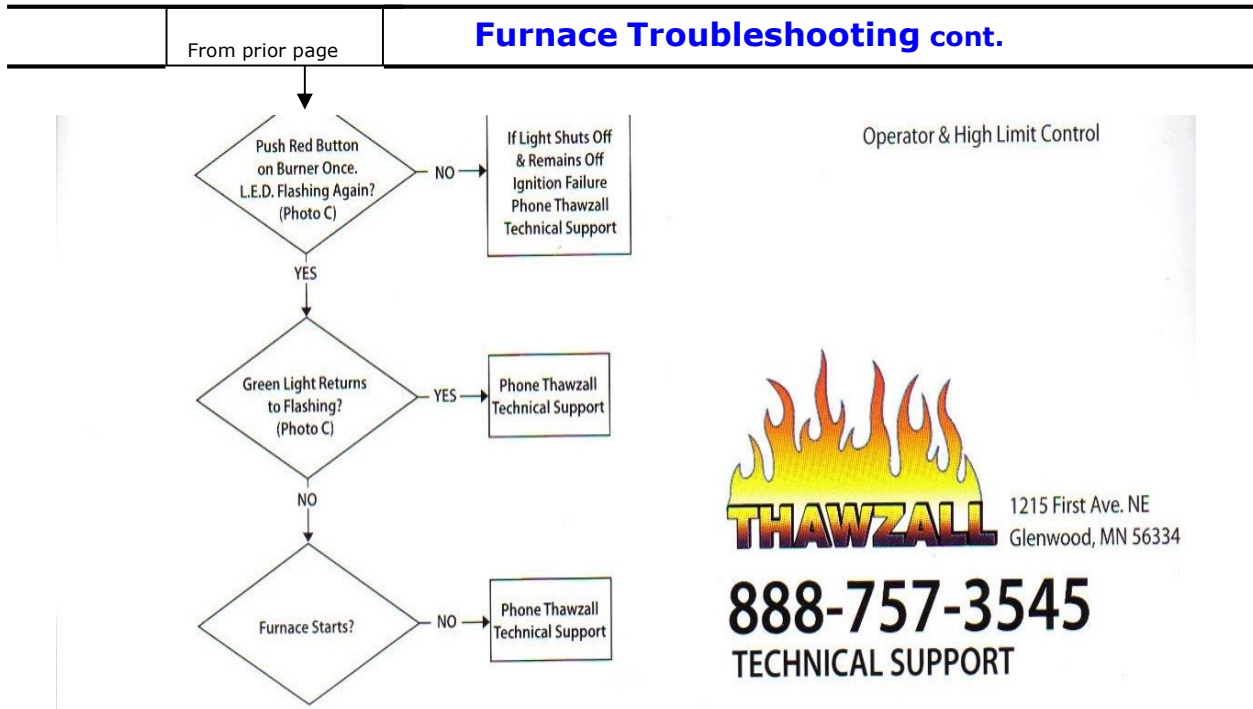 From prior page
Furnace Troubleshooting cont.
Push Red Button
on Burner Once.
L.E.D. Flashing Again?
(Photo C)
NO
If Light Shuts Off
& Remains Off
Ignition Failure
Phone Thawzall
Technical Support
YES
Green Light Returns
to Flashing?
(Photo C)
YES
Phone Thawzall
Technical Support
NO
Furnace Starts?
NO
Phone Thawzall
Technical Support
Operator & High Limit Control
THAWZALL
1215 First Ave. NE
Glenwood, MN 56334
888-757-3545
TECHNICAL SUPPORT